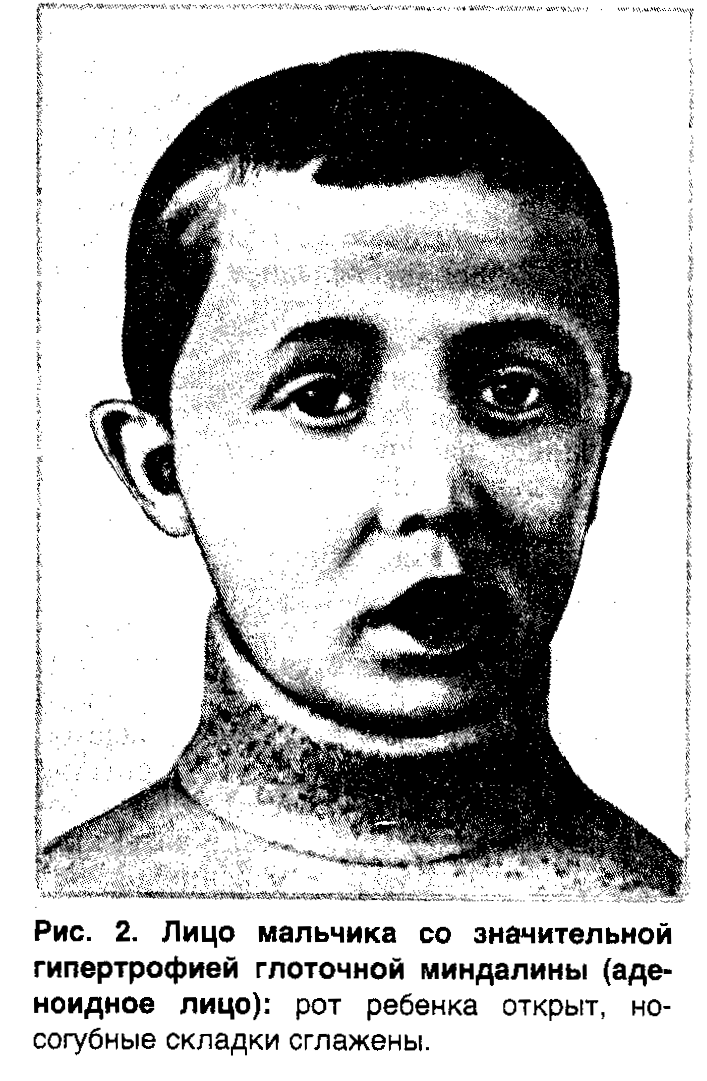 Рис. 2. Лицо мальчика со значительной
гипертрофией глоточной миндалины (аде-
ноидное лицо): рот ребенка открыт, но-
согубные складки сглажены.